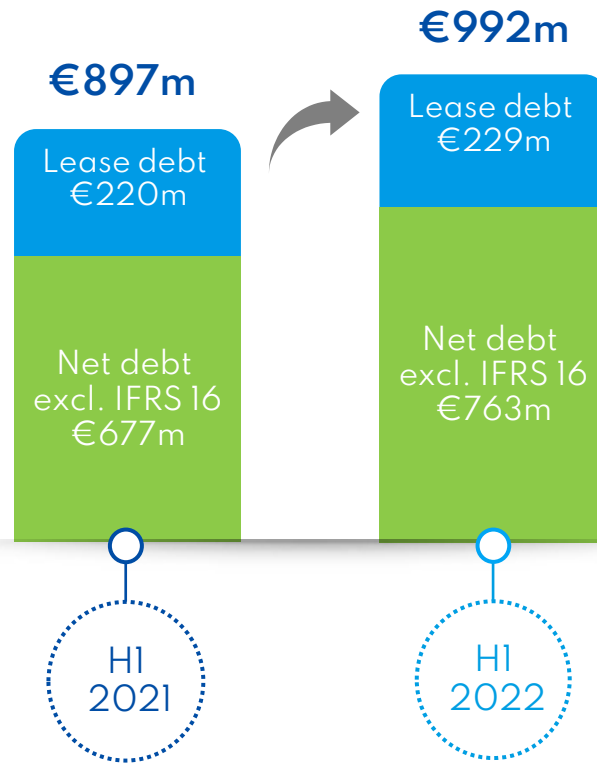 €897m
Lease debt
€220m
Net debt
excl. IFRS 16
€677m
H1
2021
€992m
Lease debt
€229m
Net debt
excl. IFRS 16
€763m
H1
2022